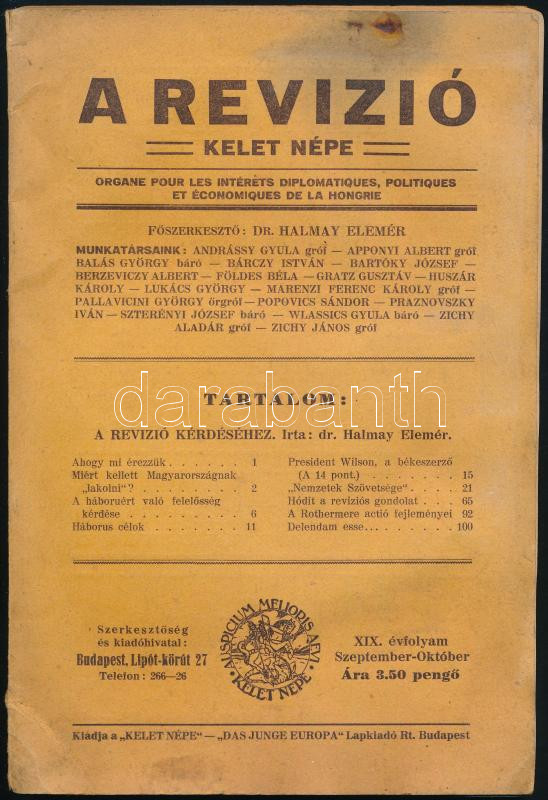 A REVIZIÓ
KELET NÉPE
ORGANE POUR LES INTÉRÊTS DIPLOMATIQUES, POLITIQUES
ET ÉCONOMIQUES DE LA HONGRIE
FŐSZERKESZTŐ: DR. HALMAY ELEMÉR
MUNKATÁRSAINK: ANDRÁSSY GYULA gróf — APPONYI ALBERT gróf
BALÁS GYÖRGY báró — BÁRCZY ISTVÁN — BARTÓKY JÓZSEF —
BERZEVICZY ALBERT — FÖLDES BÉLA — GRATZ GUSZTÁV — HUSZÁR
KÁROLY — LUKÁCS GYÖRGY — MARENZI FERENC KÁROLY gróf —
PALLAVICINI GYÖRGY őrgróf — POPOVICS SÁNDOR — PRAZNOVSZKY
IVÁN — SZTERÉNYI JÓZSEF báró — WLASSICS GYULA báró — ZICHY
ALADÁR gróf — ZICHY JÁNOS gróf
darabanth
TARTALOM:
A REVIZIÓ KÉRDÉSÉHEZ. Irta: dr. Halmay Elemér.
Ahogy mi érezzük . . . . . . 1
Miért kellett Magyarországnak
„lakolni"? . . . . . . . . . 2
A háboruért való felelősség
kérdése . . . . . . . . . . 6
Háborus célok . . . . . . . 11
President Wilson, a békeszerző
(A 14 pont.) . . . . . . . 15
„Nemzetek Szövetsége" . . . . 21
Hódít a revíziós gondolat . . . 65
A Rothermere actió fejleményei 92
Delendam esse... . . . . . . 100
Szerkesztőség
és kiadóhivatal:
Budapest, Lipót-körút 27
Telefon: 266—26
AUSPICIUM MELIORIS AEVI
KELET NÉPE
XIX. évfolyam
Szeptember-Október
Ára 3.50 pengő
Kiadja a „KELET NÉPE" — „DAS JUNGE EUROPA" Lapkiadó Rt. Budapest